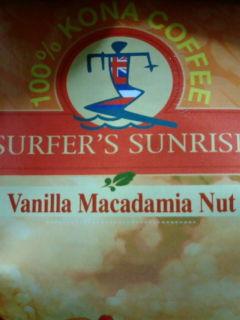 100% KONA COFFEE
SURFER'S SUNRISE
Vanilla Macadamia Nut